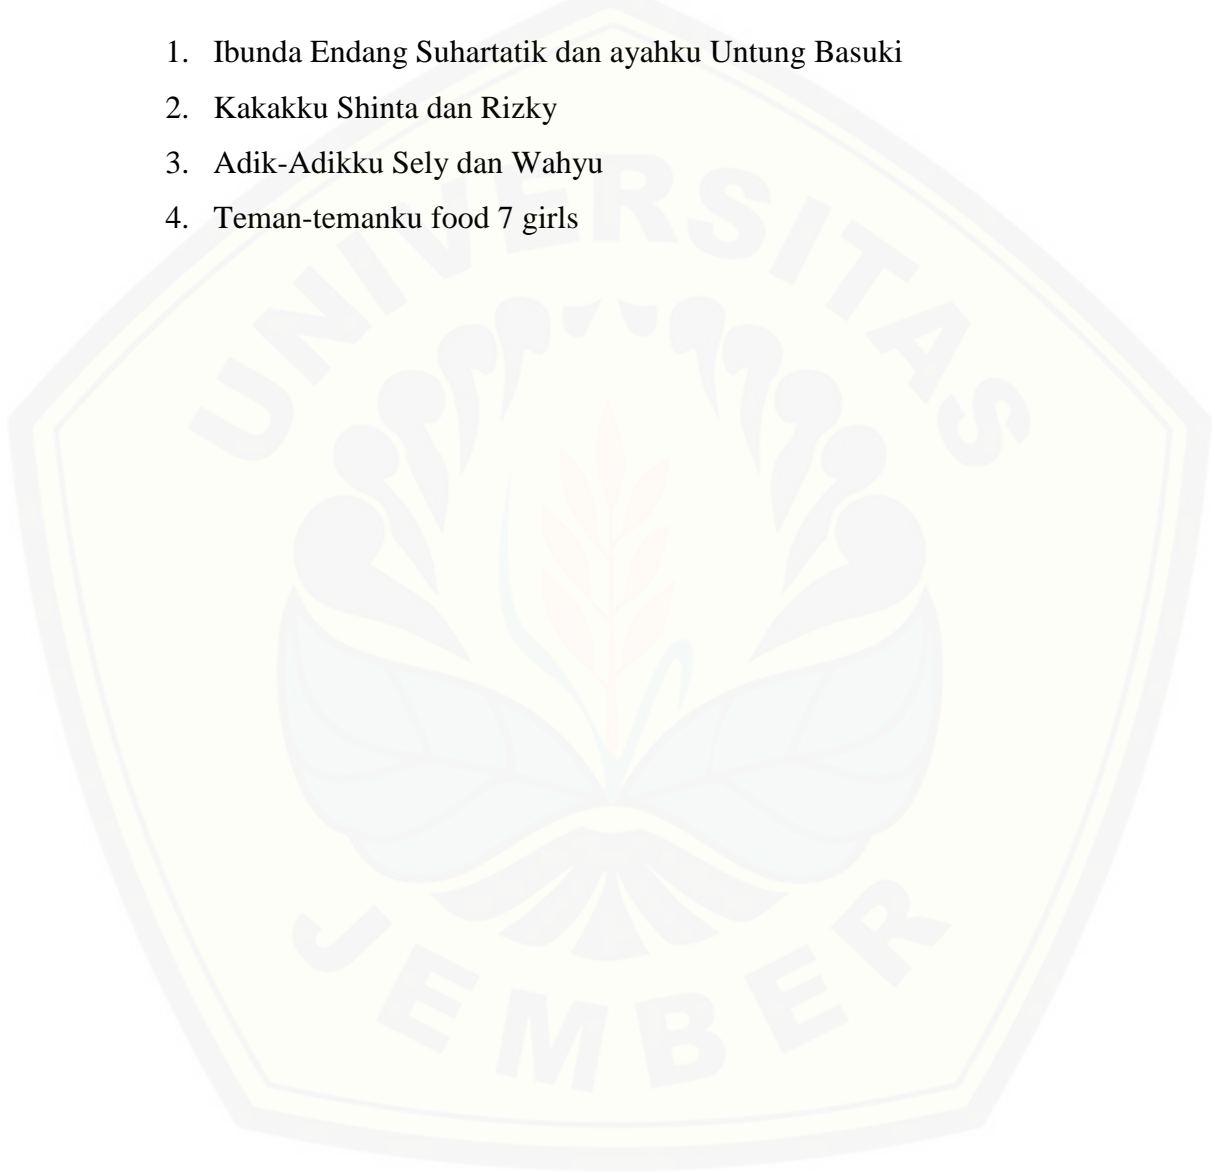 1. Ibunda Endang Suhartatik dan ayahku Untung Basuki
2. Kakakku Shinta dan Rizky
3. Adik-Adikku Sely dan Wahyu
4. Teman-temanku food 7 girls
UNIVERSITAS
JEMBER